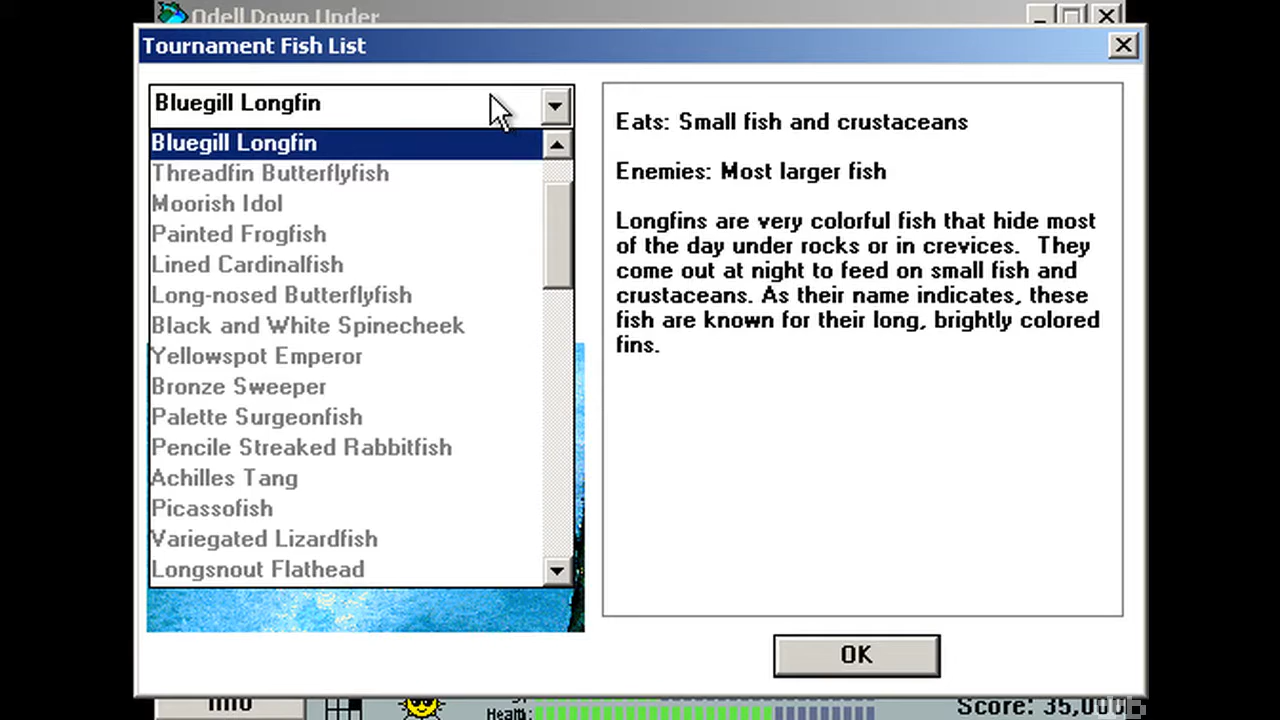 Odell Down Under
Tournament Fish List
Bluegill Longfin
Bluegill Longfin
Threadfin Butterflyfish
Moorish Idol
Painted Frogfish
Lined Cardinalfish
Long-nosed Butterflyfish
Black and White Spinecheek
Yellowspot Emperor
Bronze Sweeper
Palette Surgeonfish
Pencile Streaked Rabbitfish
Achilles Tang
Picassofish
Variegated Lizardfish
Longsnout Flathead
Eats: Small fish and crustaceans
Enemies: Most larger fish
Longfins are very colorful fish that hide most
of the day under rocks or in crevices. They
come out at night to feed on small fish and
crustaceans. As their name indicates, these
fish are known for their long, brightly colored
fins.
OK
Info
Health:
Score: 35,000